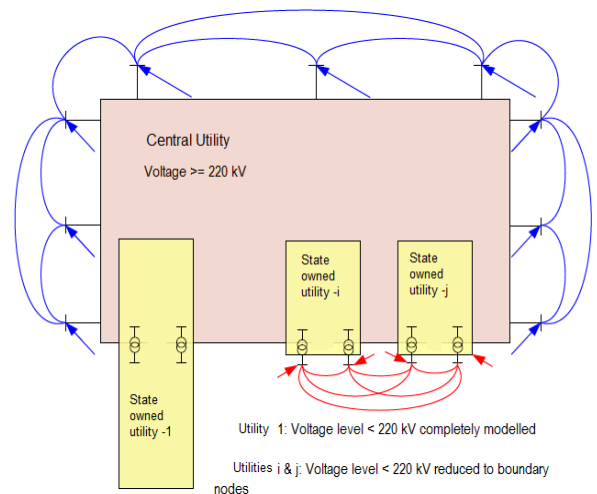 Central Utility
Voltage >= 220 kV
State
owned
utility -i
State
owned
utility -j
State
owned
utility -1
Utility 1: Voltage level < 220 kV completely modelled
Utilities i & j: Voltage level < 220 kV reduced to boundary
nodes